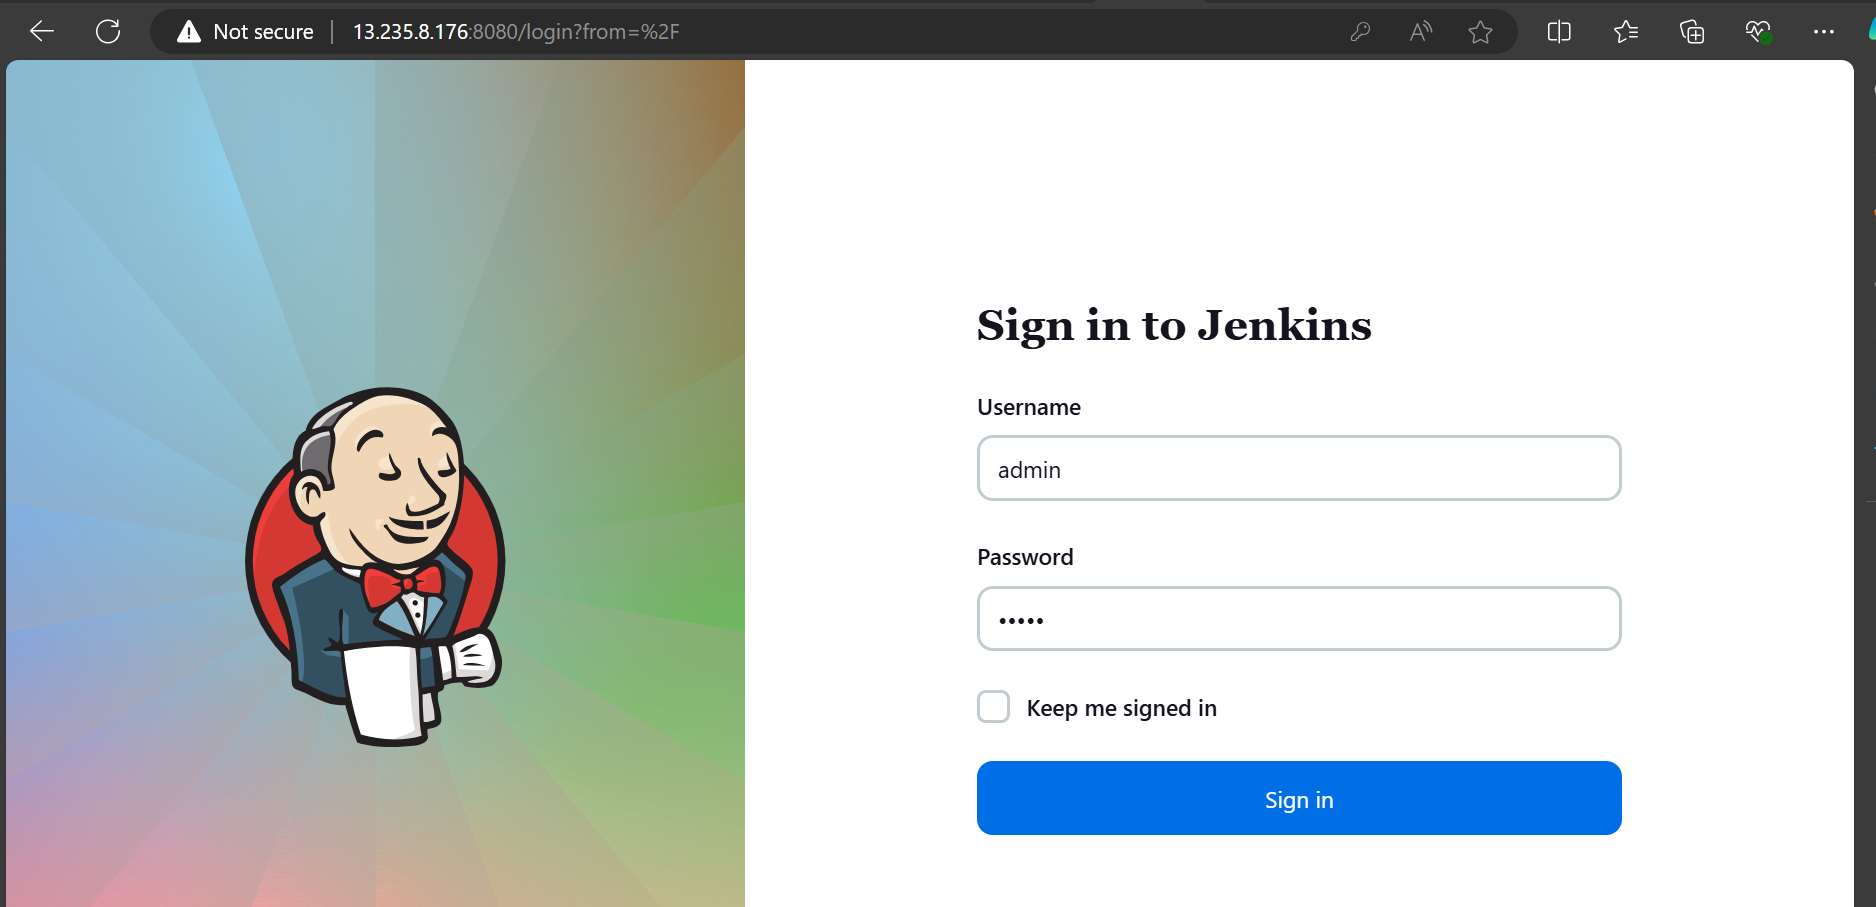 Not secure
13.235.8.176:8080/login?from=%2F
Sign in to Jenkins
Username
admin
Password
•••••
Keep me signed in
Sign in